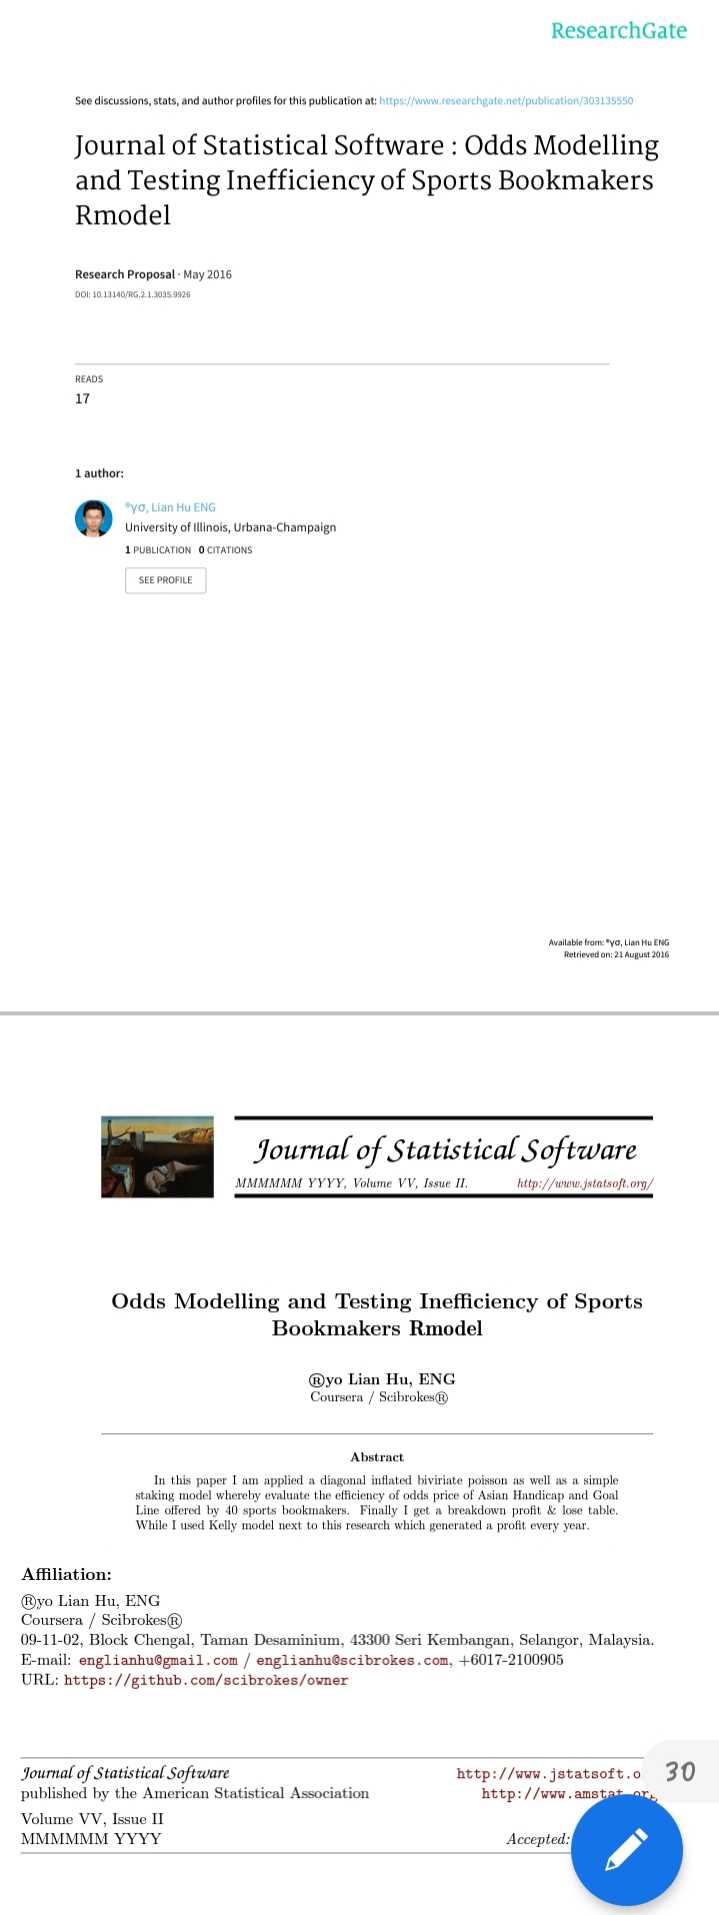 ResearchGate
See discussions, stats, and author profiles for this publication at: https://www.researchgate.net/publication/303135550
Journal of Statistical Software : Odds Modelling
and Testing Inefficiency of Sports Bookmakers
Rmodel
Research Proposal · May 2016
DOI: 10.13140/RG.2.1.3035.9926
READS
17
1 author:
®γσ, Lian Hu ENG
University of Illinois, Urbana-Champaign
1 PUBLICATION 0 CITATIONS
SEE PROFILE
Available from: ®γσ, Lian Hu ENG
Retrieved on: 21 August 2016
Journal of Statistical Software
MMMMMM YYYY, Volume VV, Issue II. http://www.jstatsoft.org/
Odds Modelling and Testing Inefficiency of Sports
Bookmakers Rmodel
®yo Lian Hu, ENG
Coursera / Scibrokes®
Abstract
In this paper I am applied a diagonal inflated biviriate poisson as well as a simple
staking model whereby evaluate the efficiency of odds price of Asian Handicap and Goal
Line offered by 40 sports bookmakers. Finally I get a breakdown profit & lose table.
While I used Kelly model next to this research which generated a profit every year.
Affiliation:
®yo Lian Hu, ENG
Coursera / Scibrokes®
09-11-02, Block Chengal, Taman Desaminium, 43300 Seri Kembangan, Selangor, Malaysia.
E-mail: englianhu@gmail.com / englianhu@scibrokes.com, +6017-2100905
URL: https://github.com/scibrokes/owner
Journal of Statistical Software http://www.jstatsoft.o
published by the American Statistical Association http://www.amstat.org
Volume VV, Issue II
MMMMMM YYYY Accepted:
30